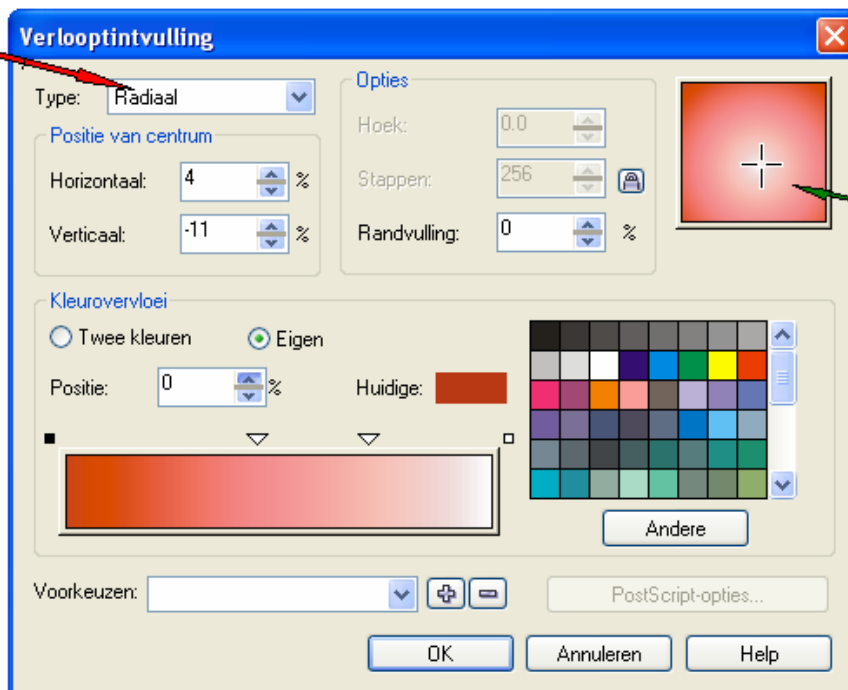 Verlooptintvulling
Type: Radiaal
Positie van centrum
Horizontaal: 4 %
Verticaal: -11 %
Opties
Hoek: 0.0
Stappen: 256
Randvulling: 0 %
Kleurovervloei
Twee kleuren Eigen
Positie: 0 % Huidige:
Andere
Voorkeuzen: PostScript-opties...
OK Annuleren Help